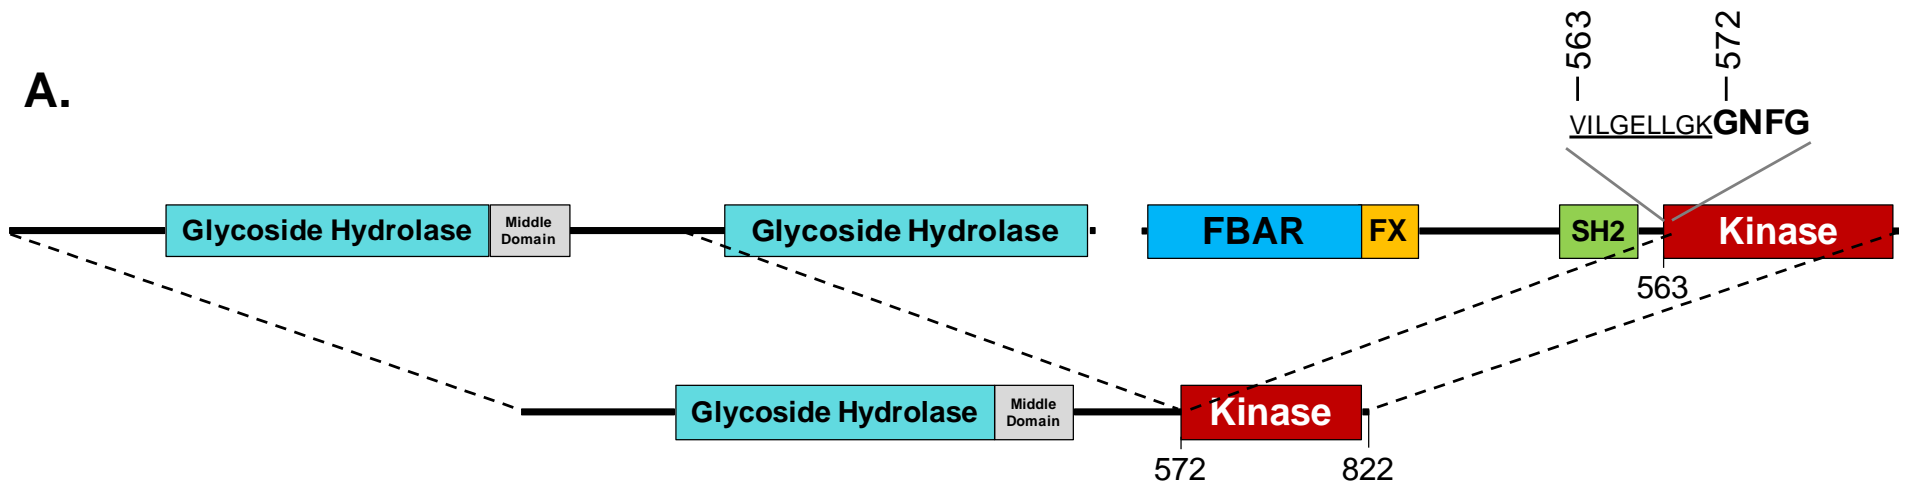 563
572
A.
VILGELLGKGNFG
Glycoside Hydrolase
Middle
Domain
Glycoside Hydrolase
FBAR
FX
SH2
Kinase
563
Glycoside Hydrolase
Middle
Domain
Kinase
572
822